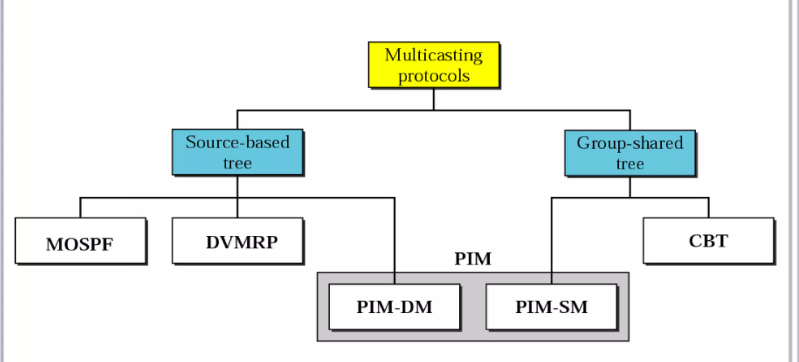 Multicasting
protocols
Source-based
tree
Group-shared
tree
MOSPF
DVMRP
CBT
PIM
PIM-DM
PIM-SM